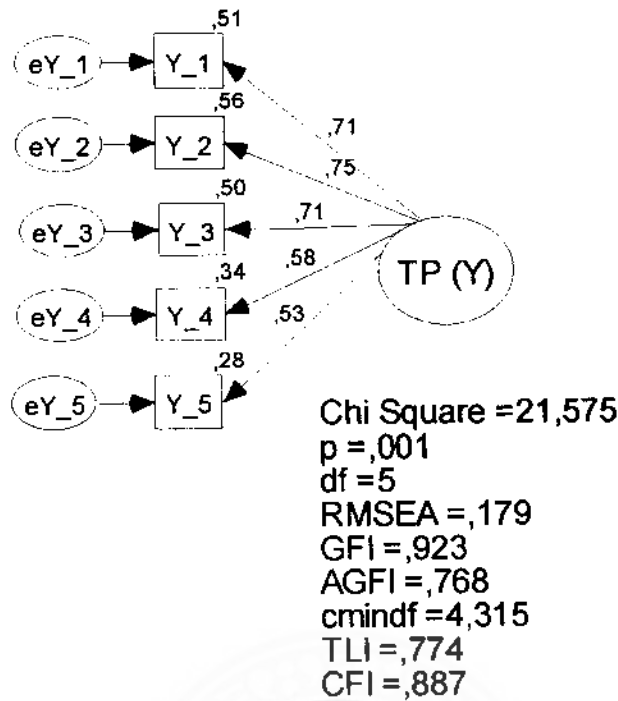 ,51
eY_1
Y_1
,56
,71
eY_2
Y_2
,75
,50
,71
eY_3
Y_3
,58
TP (Y)
,34
eY_4
Y_4
,53
,28
eY_5
Y_5
Chi Square =21,575
p =,001
df =5
RMSEA =,179
GFI =,923
AGFI =,768
cmindf =4,315
TLI =,774
CFI =,887